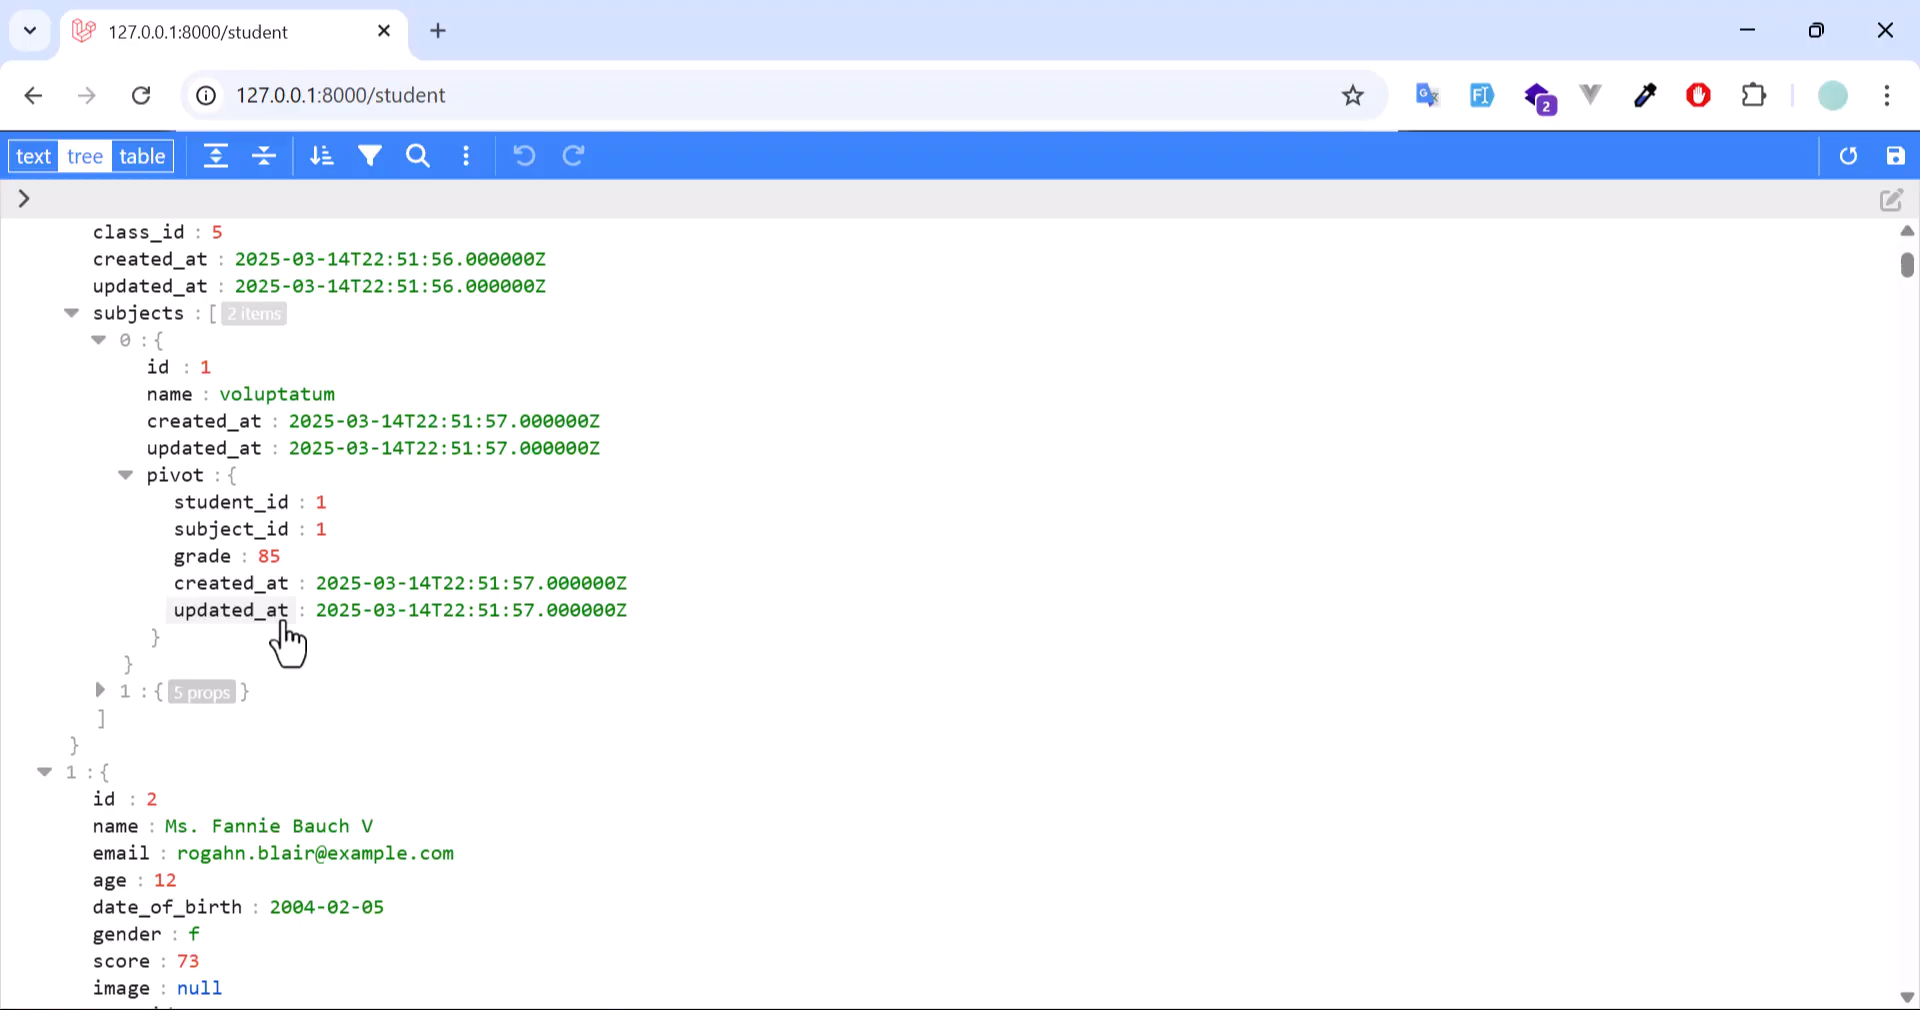 127.0.0.1:8000/student
127.0.0.1:8000/student
2
text tree table
class_id : 5
created_at : 2025-03-14T22:51:56.000000Z
updated_at : 2025-03-14T22:51:56.000000Z
subjects : [ 2 items
0 : {
id : 1
name : voluptatum
created_at : 2025-03-14T22:51:57.000000Z
updated_at : 2025-03-14T22:51:57.000000Z
pivot : {
student_id : 1
subject_id : 1
grade : 85
created_at : 2025-03-14T22:51:57.000000Z
updated_at : 2025-03-14T22:51:57.000000Z
}
}
1 : { 5 props }
]
}
1 : {
id : 2
name : Ms. Fannie Bauch V
email : rogahn.blair@example.com
age : 12
date_of_birth : 2004-02-05
gender : f
score : 73
image : null